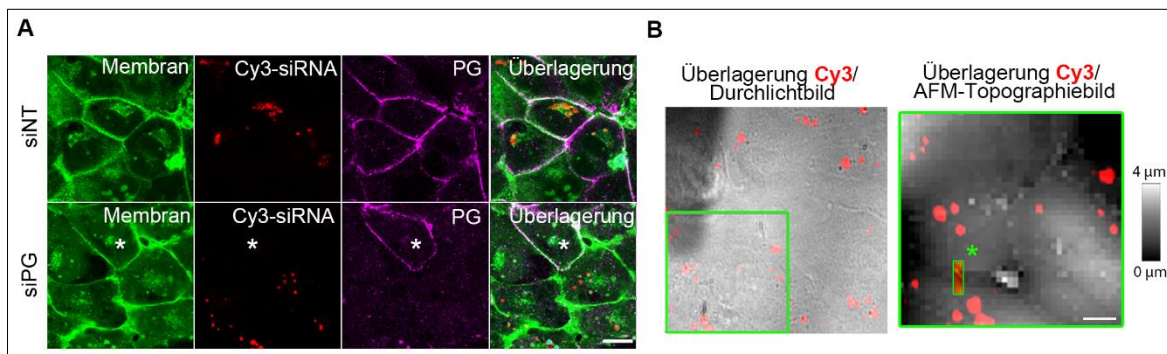 A
Membran
Cy3-siRNA
PG
Überlagerung
siNT
Membran
Cy3-siRNA
PG
Überlagerung
*
*
*
*
siPG
B
Überlagerung Cy3/
Durchlichtbild
Überlagerung Cy3/
AFM-Topographiebild
4 µm
0 µm
*